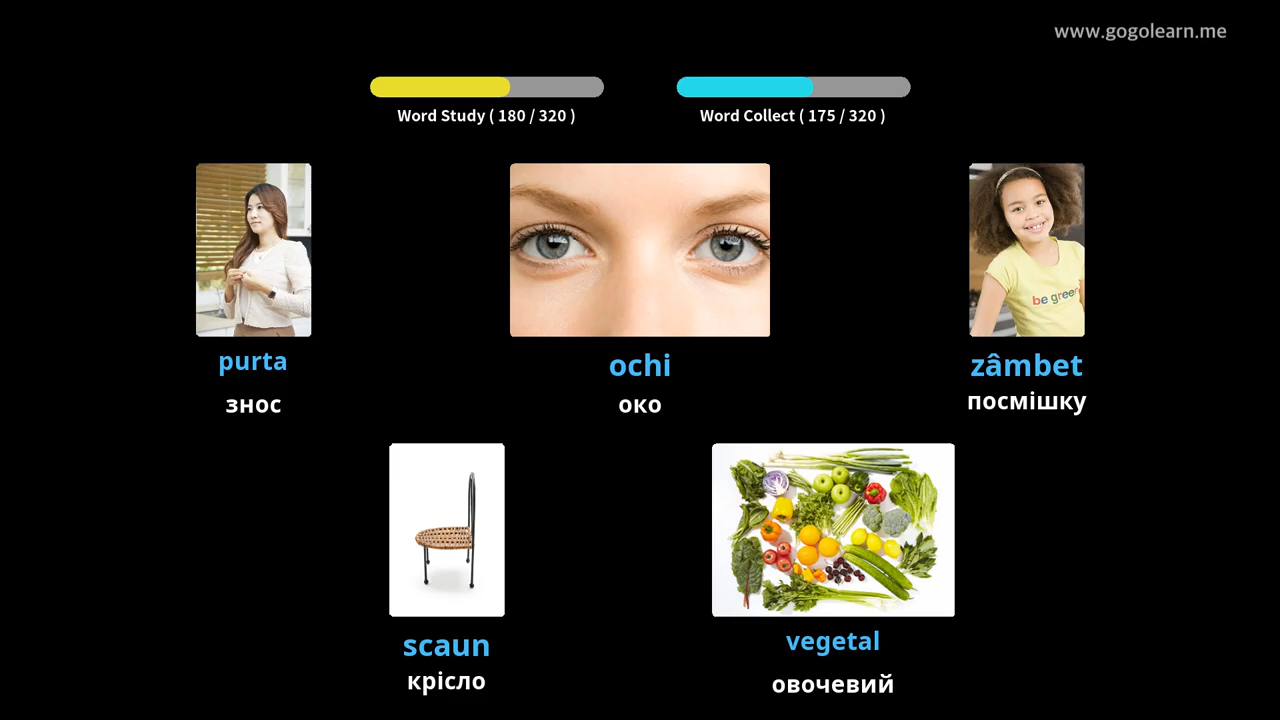 www.gogolearn.me
Word Study ( 180 / 320 )
Word Collect ( 175 / 320 )
be green
purta
знос
ochi
око
zâmbet
посмішку
scaun
крісло
vegetal
овочевий